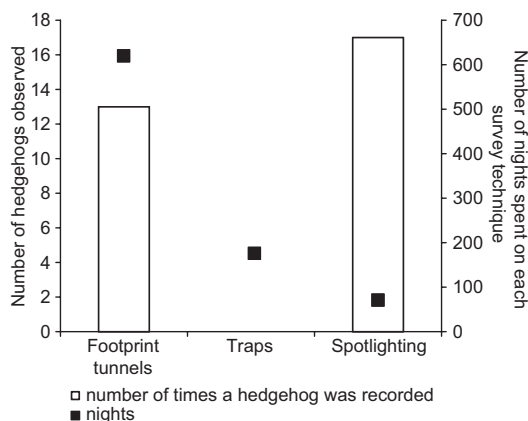 18
16
14
12
10
8
6
4
2
0
Number of hedgehogs observed
700
600
500
400
300
200
100
0
Number of nights spent on each
survey technique
Footprint
tunnels
Traps
Spotlighting
number of times a hedgehog was recorded
nights